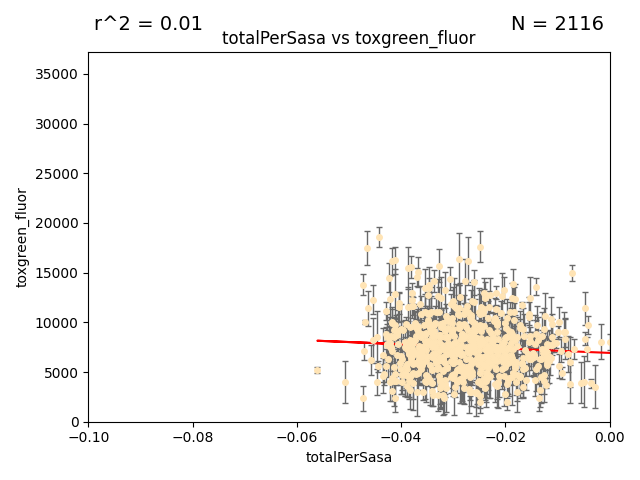 r^2 = 0.01
N = 2116
totalPerSasa vs toxgreen_fluor
toxgreen_fluor
35000
30000
25000
20000
15000
10000
5000
0
−0.10
−0.08
−0.06
−0.04
−0.02
0.00
totalPerSasa